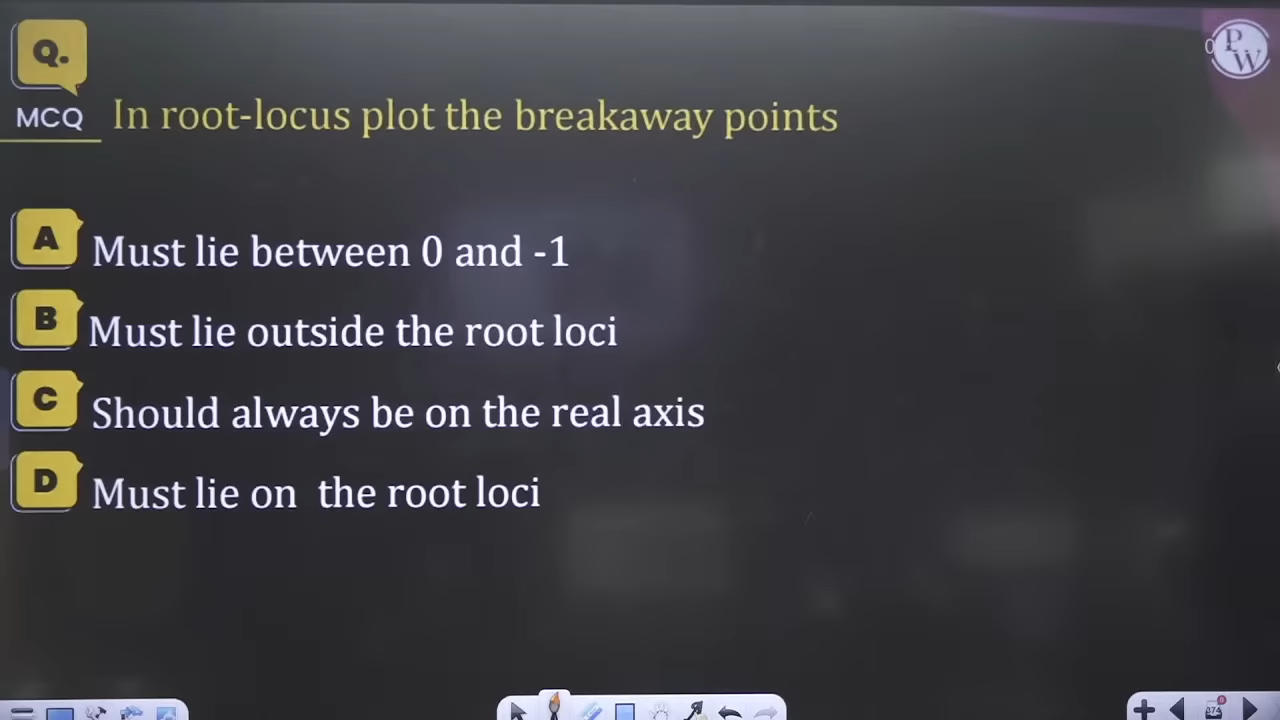 Q.
MCQ
In root-locus plot the breakaway points
A Must lie between 0 and -1
B Must lie outside the root loci
C Should always be on the real axis
D Must lie on the root loci
PW